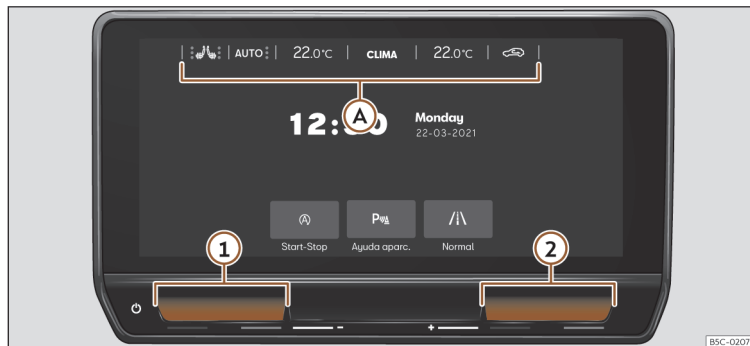 AUTO 22.0°C CLIMA 22.0°C
A
Monday
22-03-2021
A P
Start-Stop Ayuda aparc. Normal
1 2
- +
B5C-0207